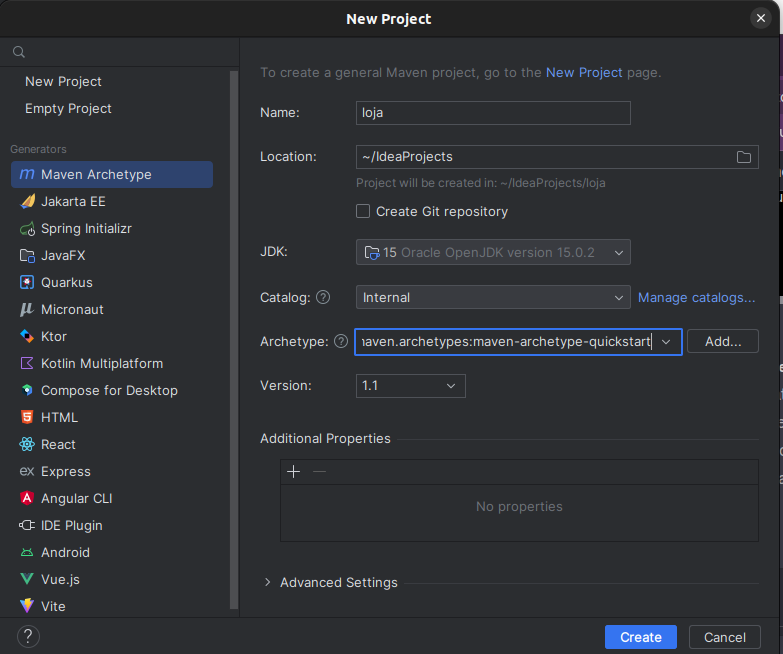 New Project
New Project
Empty Project
Generators
Maven Archetype
Jakarta EE
Spring Initializr
JavaFX
Quarkus
Micronaut
Ktor
Kotlin Multiplatform
Compose for Desktop
HTML
React
Express
Angular CLI
IDE Plugin
Android
Vue.js
Vite
To create a general Maven project, go to the New Project page.
Name: loja
Location: ~/IdeaProjects
Project will be created in: ~/IdeaProjects/loja
Create Git repository
JDK: 15 Oracle OpenJDK version 15.0.2
Catalog: ? Internal Manage catalogs...
Archetype: ? naven.archetypes:maven-archetype-quickstart Add...
Version: 1.1
Additional Properties
No properties
Advanced Settings
? Create Cancel